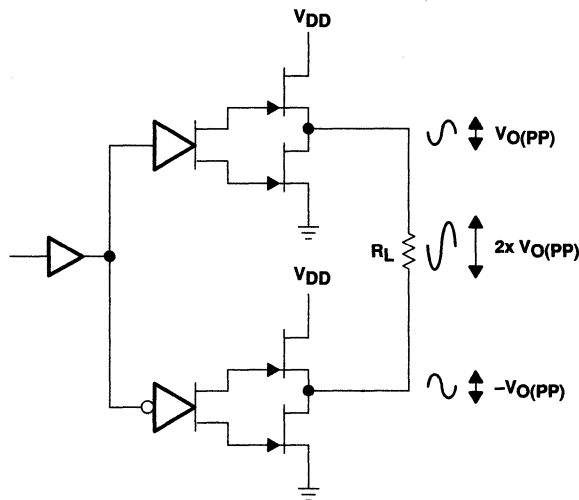 VDD
VO(PP)
RL
2x VO(PP)
VDD
–VO(PP)